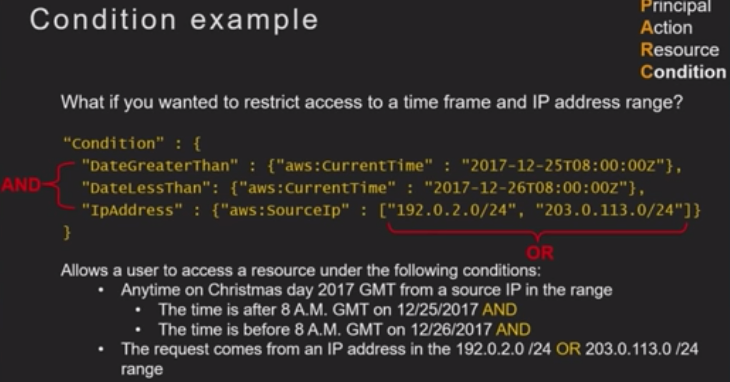 Condition example
Principal
Action
Resource
Condition
What if you wanted to restrict access to a time frame and IP address range?
"Condition" : {
"DateGreaterThan" : {"aws:CurrentTime" : "2017-12-25T08:00:00Z"},
"DateLessThan": {"aws:CurrentTime" : "2017-12-26T08:00:00Z"},
"IpAddress" : {"aws:SourceIp" : ["192.0.2.0/24", "203.0.113.0/24"]}
}
AND
OR
Allows a user to access a resource under the following conditions:
• Anytime on Christmas day 2017 GMT from a source IP in the range
• The time is after 8 A.M. GMT on 12/25/2017 AND
• The time is before 8 A.M. GMT on 12/26/2017 AND
• The request comes from an IP address in the 192.0.2.0 /24 OR 203.0.113.0 /24
range